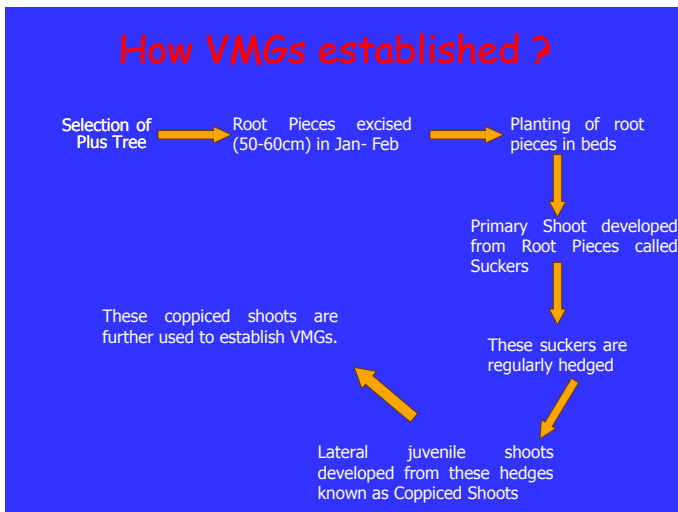 How VMGs established ?
Selection of
Plus Tree
Root Pieces excised
(50-60cm) in Jan- Feb
Planting of root
pieces in beds
Primary Shoot developed
from Root Pieces called
Suckers
These suckers are
regularly hedged
Lateral juvenile shoots
developed from these hedges
known as Coppiced Shoots
These coppiced shoots are
further used to establish VMGs.